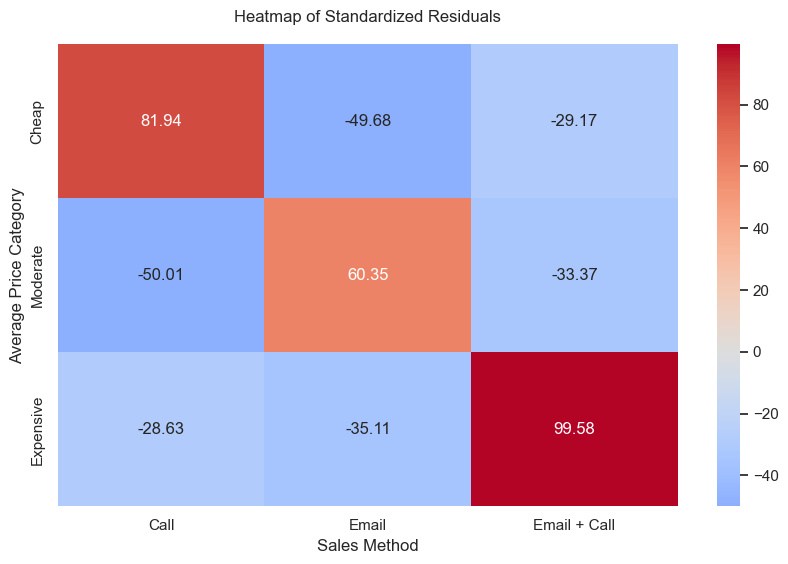 Heatmap of Standardized Residuals
Average Price Category
Cheap
81.94 -49.68 -29.17
Moderate
-50.01 60.35 -33.37
Expensive
-28.63 -35.11 99.58
Call Email Email + Call
Sales Method
80
60
40
20
0
−20
−40